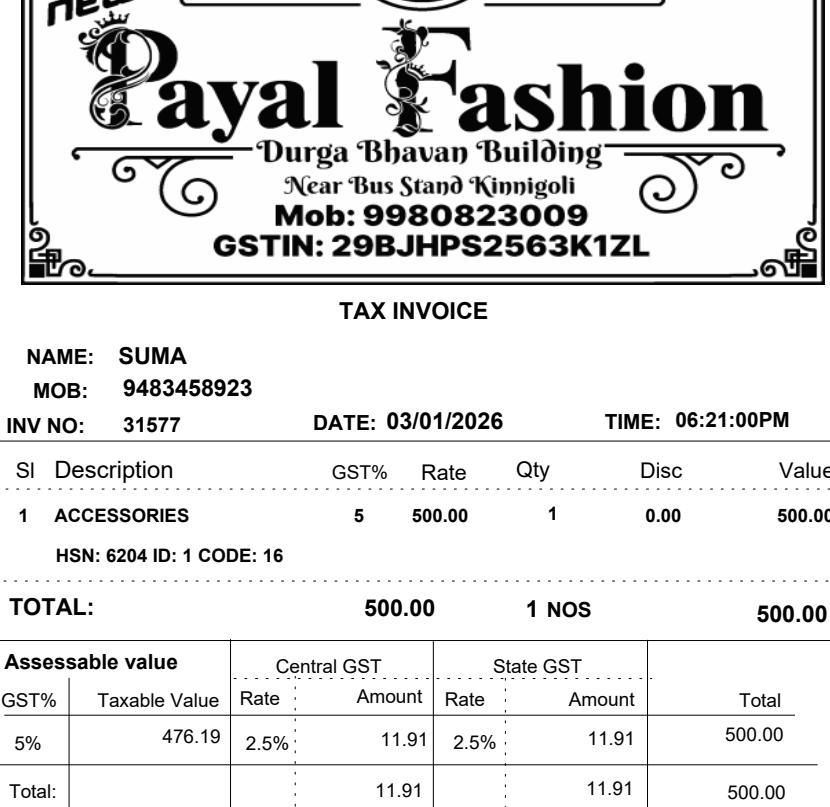 new
Payal Fashion
Durga Bhavan Building
Near Bus Stand Kinnigoli
Mob: 9980823009
GSTIN: 29BJHPS2563K1ZL
TAX INVOICE
NAME: SUMA
MOB: 9483458923
INV NO: 31577 DATE: 03/01/2026 TIME: 06:21:00PM
Sl Description GST% Rate Qty Disc Value
1 ACCESSORIES 5 500.00 1 0.00 500.00
HSN: 6204 ID: 1 CODE: 16
TOTAL: 500.00 1 NOS 500.00
Assessable value Central GST State GST
GST% Taxable Value Rate Amount Rate Amount Total
5% 476.19 2.5% 11.91 2.5% 11.91 500.00
Total: 11.91 11.91 500.00